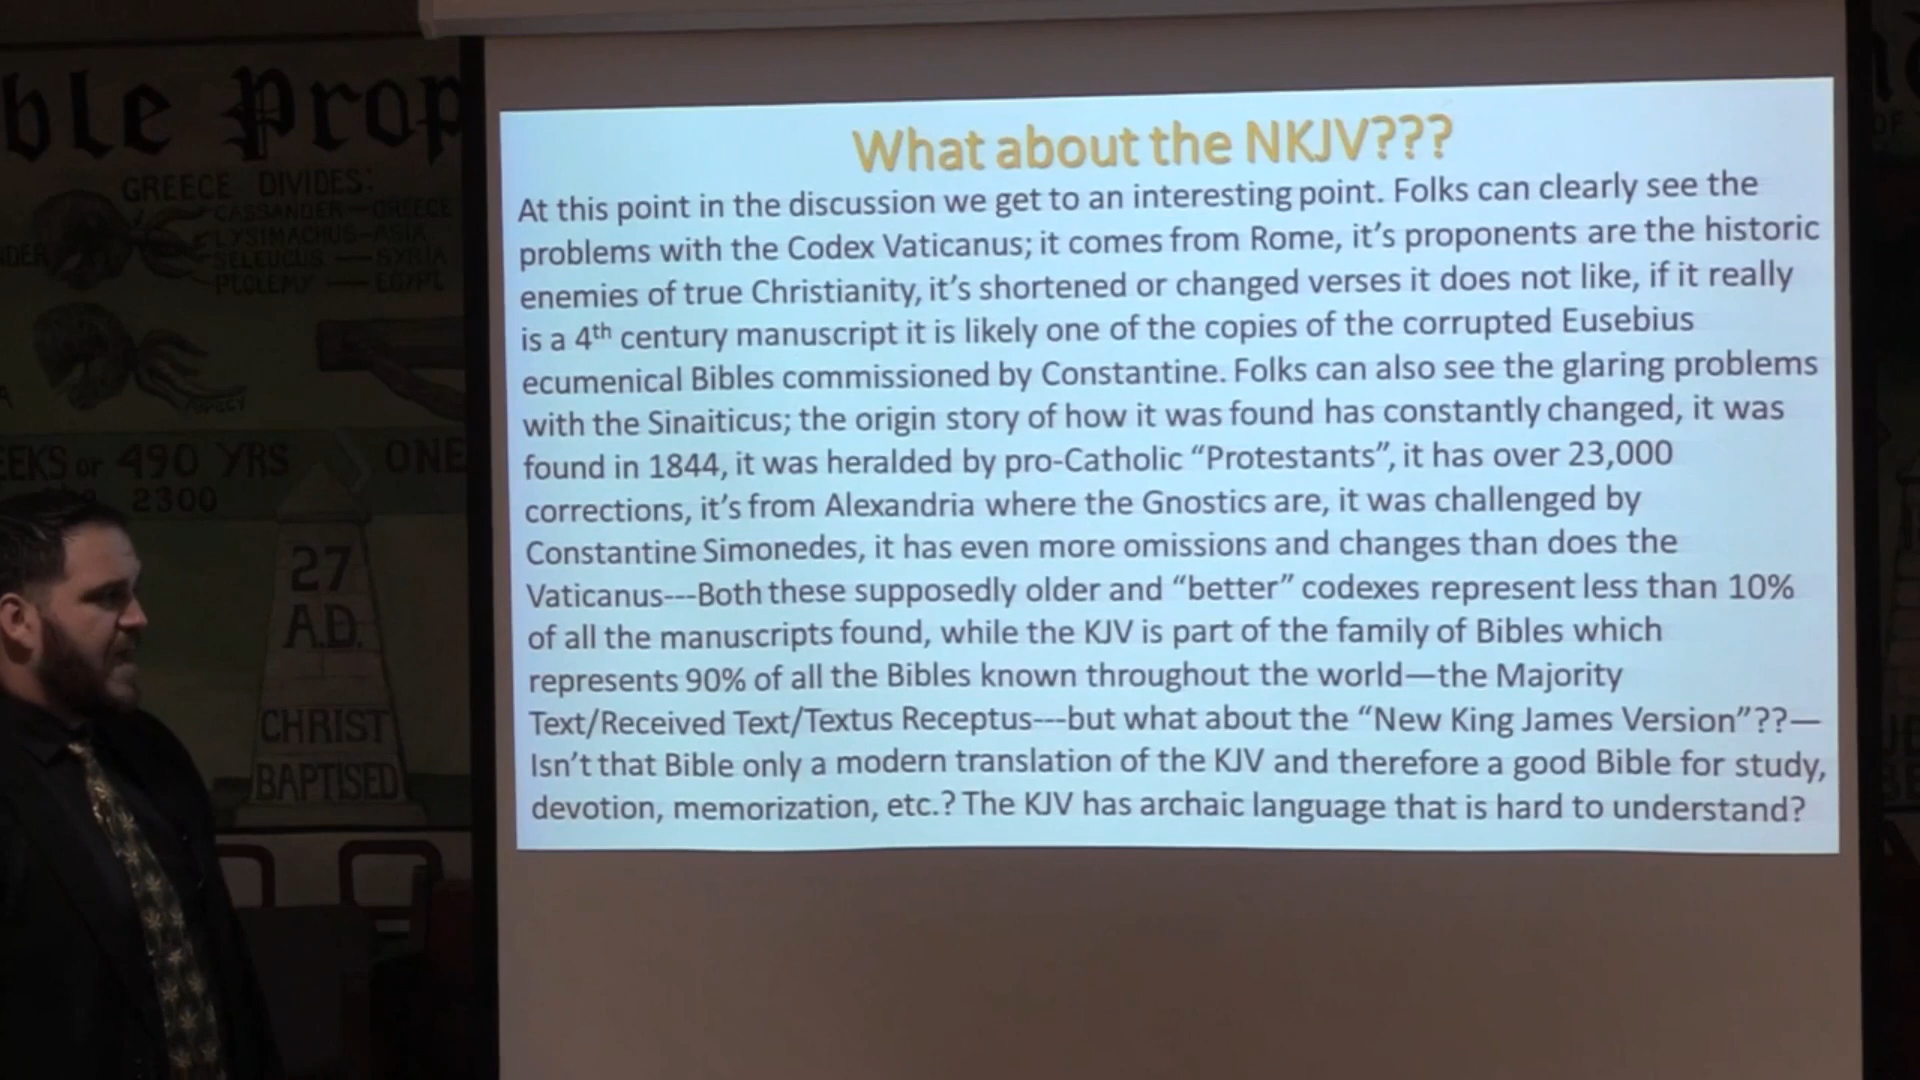 ble Prop
GREECE DIVIDES:
CASSANDER—GREECE
LYSIMACHUS—ASIA
SELEUCUS — SYRIA
PTOLEMY — EGYPT
EEKS or 490 YRS
ONE
2300
27
A.D.
CHRIST
BAPTISED
What about the NKJV???
At this point in the discussion we get to an interesting point. Folks can clearly see the
problems with the Codex Vaticanus; it comes from Rome, it's proponents are the historic
enemies of true Christianity, it's shortened or changed verses it does not like, if it really
is a 4th century manuscript it is likely one of the copies of the corrupted Eusebius
ecumenical Bibles commissioned by Constantine. Folks can also see the glaring problems
with the Sinaiticus; the origin story of how it was found has constantly changed, it was
found in 1844, it was heralded by pro-Catholic “Protestants”, it has over 23,000
corrections, it's from Alexandria where the Gnostics are, it was challenged by
Constantine Simonedes, it has even more omissions and changes than does the
Vaticanus---Both these supposedly older and “better” codexes represent less than 10%
of all the manuscripts found, while the KJV is part of the family of Bibles which
represents 90% of all the Bibles known throughout the world—the Majority
Text/Received Text/Textus Receptus---but what about the “New King James Version”??—
Isn't that Bible only a modern translation of the KJV and therefore a good Bible for study,
devotion, memorization, etc.? The KJV has archaic language that is hard to understand?